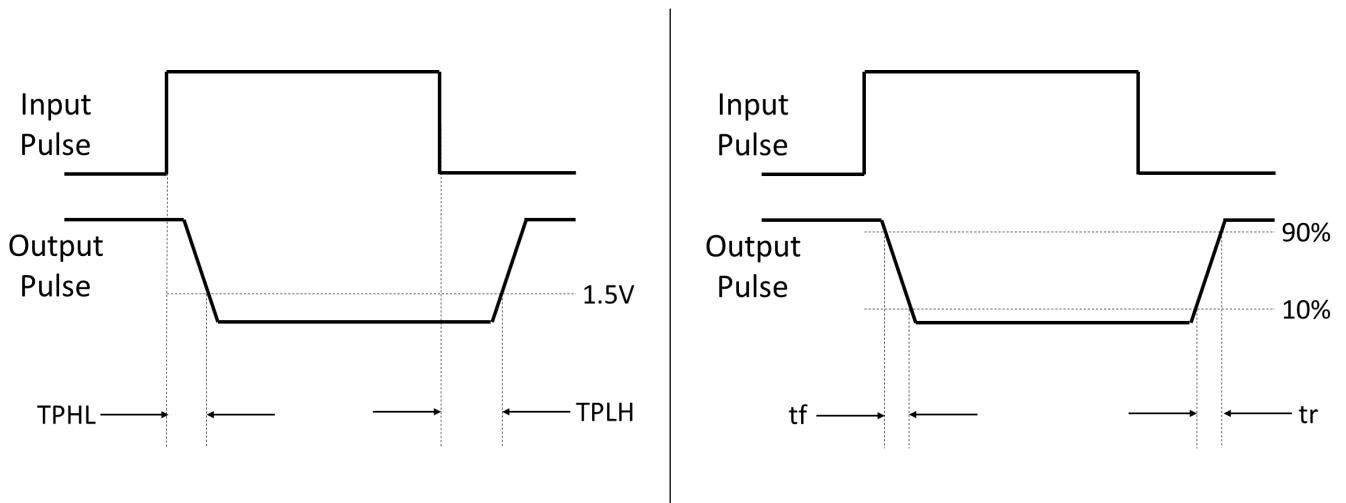 Input
Pulse
Output
Pulse
1.5V
TPHL
TPLH
Input
Pulse
Output
Pulse
90%
10%
tf
tr